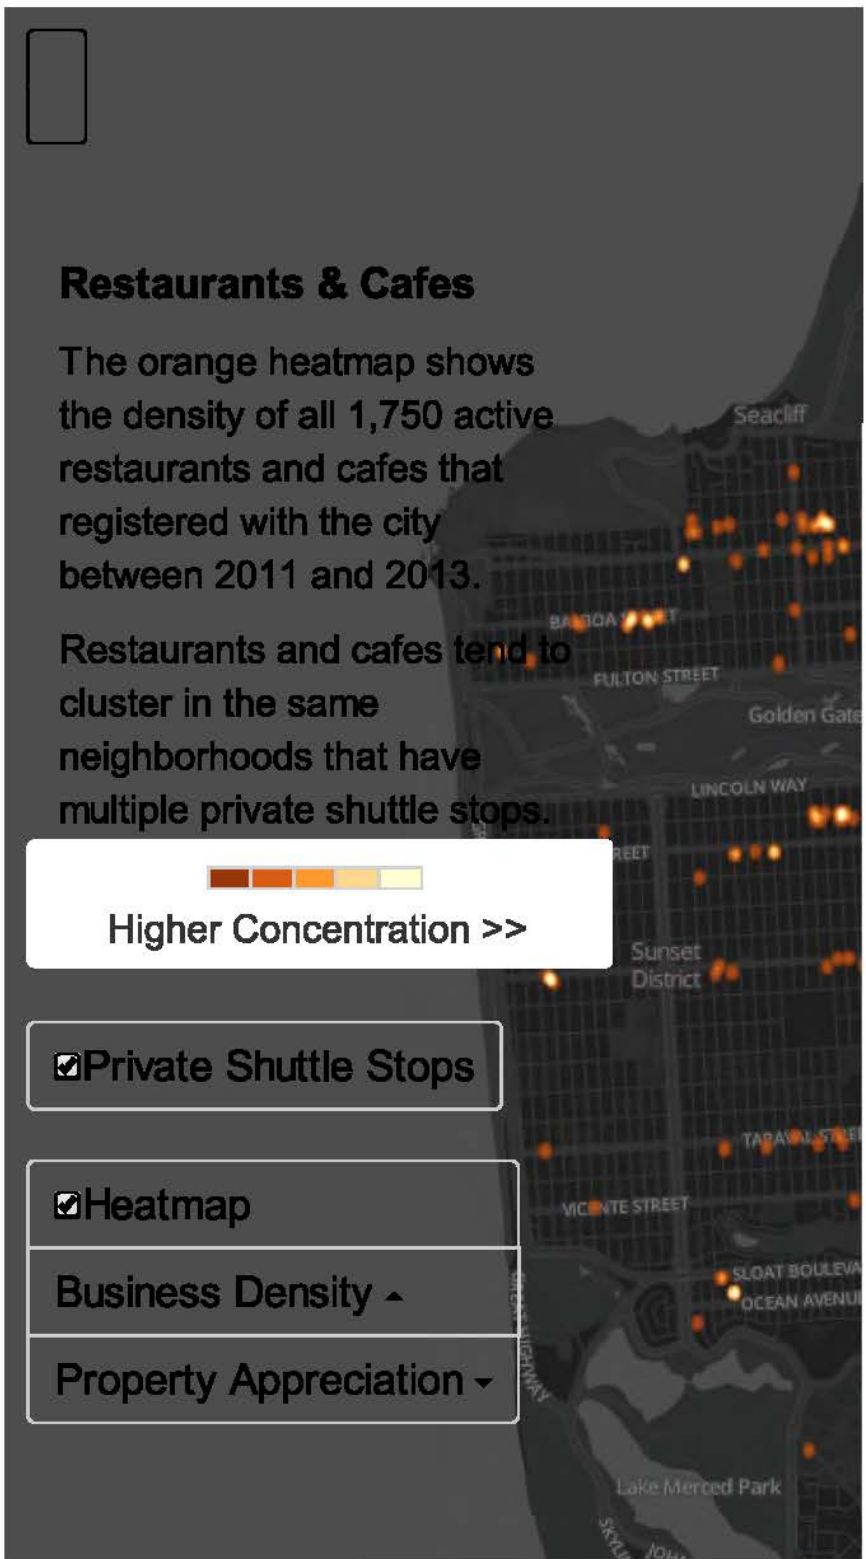 Restaurants & Cafes
The orange heatmap shows
the density of all 1,750 active
restaurants and cafes that
registered with the city
between 2011 and 2013.
Restaurants and cafes tend to
cluster in the same
neighborhoods that have
multiple private shuttle stops.
Higher Concentration >>
Private Shuttle Stops
Heatmap
Business Density
Property Appreciation
Seacliff
FULTON STREET
Golden Gate
LINCOLN WAY
Sunset
District
SLOAT BOULEVA
OCEAN AVENU
Lake Merced Park